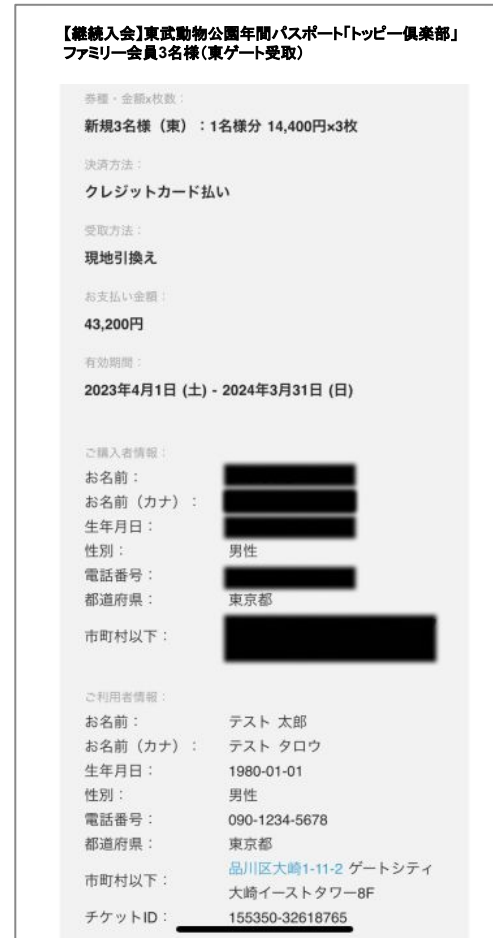 【継続入会】東武動物公園年間パスポート「トッピー倶楽部」
ファミリー会員3名様（東ゲート受取）
券種・金額x枚数：
新規3名様（東）：1名様分 14,400円×3枚
決済方法：
クレジットカード払い
受取方法：
現地引換え
お支払い金額：
43,200円
有効期間：
2023年4月1日 (土) - 2024年3月31日 (日)
ご購入者情報：
お名前：
お名前（カナ）：
生年月日：
性別： 男性
電話番号：
都道府県： 東京都
市町村以下：
ご利用者情報：
お名前： テスト 太郎
お名前（カナ）： テスト タロウ
生年月日： 1980-01-01
性別： 男性
電話番号： 090-1234-5678
都道府県： 東京都
市町村以下： 品川区大崎1-11-2 ゲートシティ
大崎イーストタワー8F
チケットID： 155350-32618765